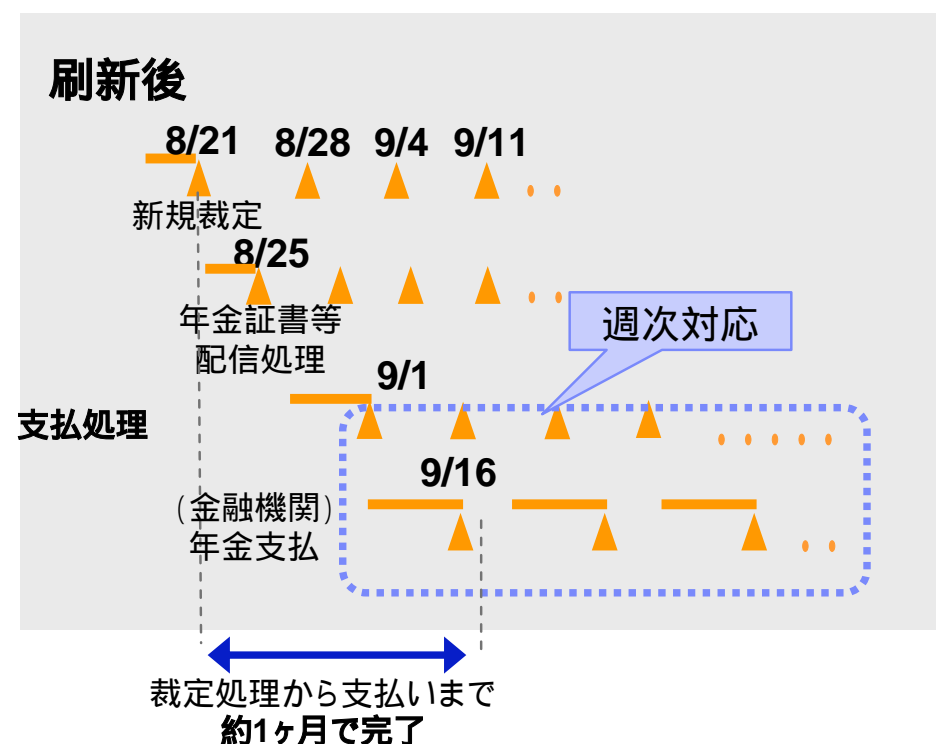 刷新後
8/21 8/28 9/4 9/11
新規裁定
8/25
年金証書等
配信処理
週次対応
9/1
支払処理
9/16
(金融機関)
年金支払
裁定処理から支払いまで
約1ヶ月で完了